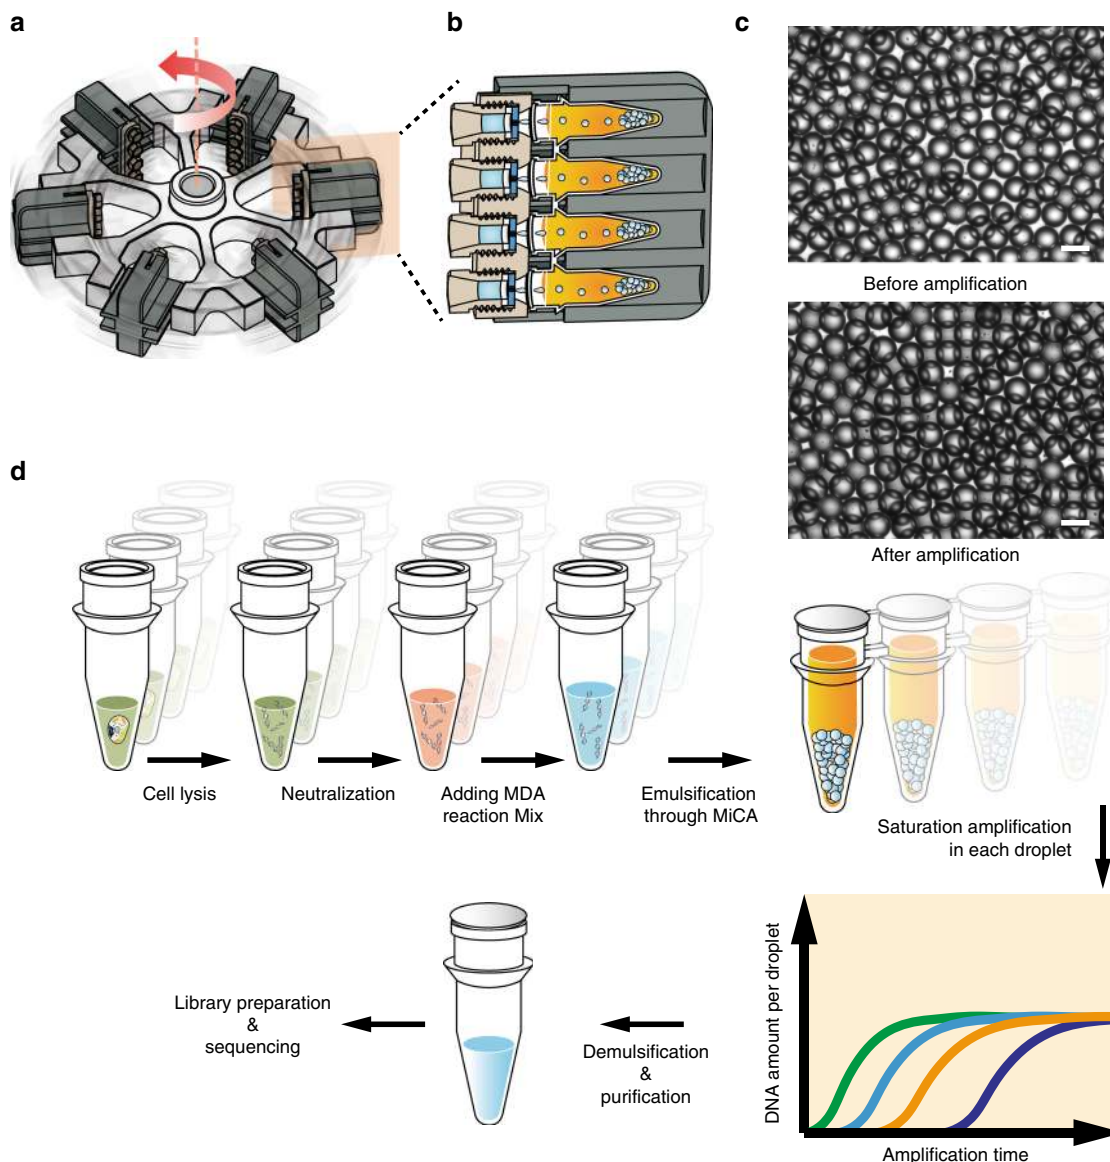 a
b
c
Before amplification
After amplification
d
Cell lysis
Neutralization
Adding MDA
reaction Mix
Emulsification
through MiCA
Saturation amplification
in each droplet
DNA amount per droplet
Amplification time
Demulsification
&
purification
Library preparation
&
sequencing